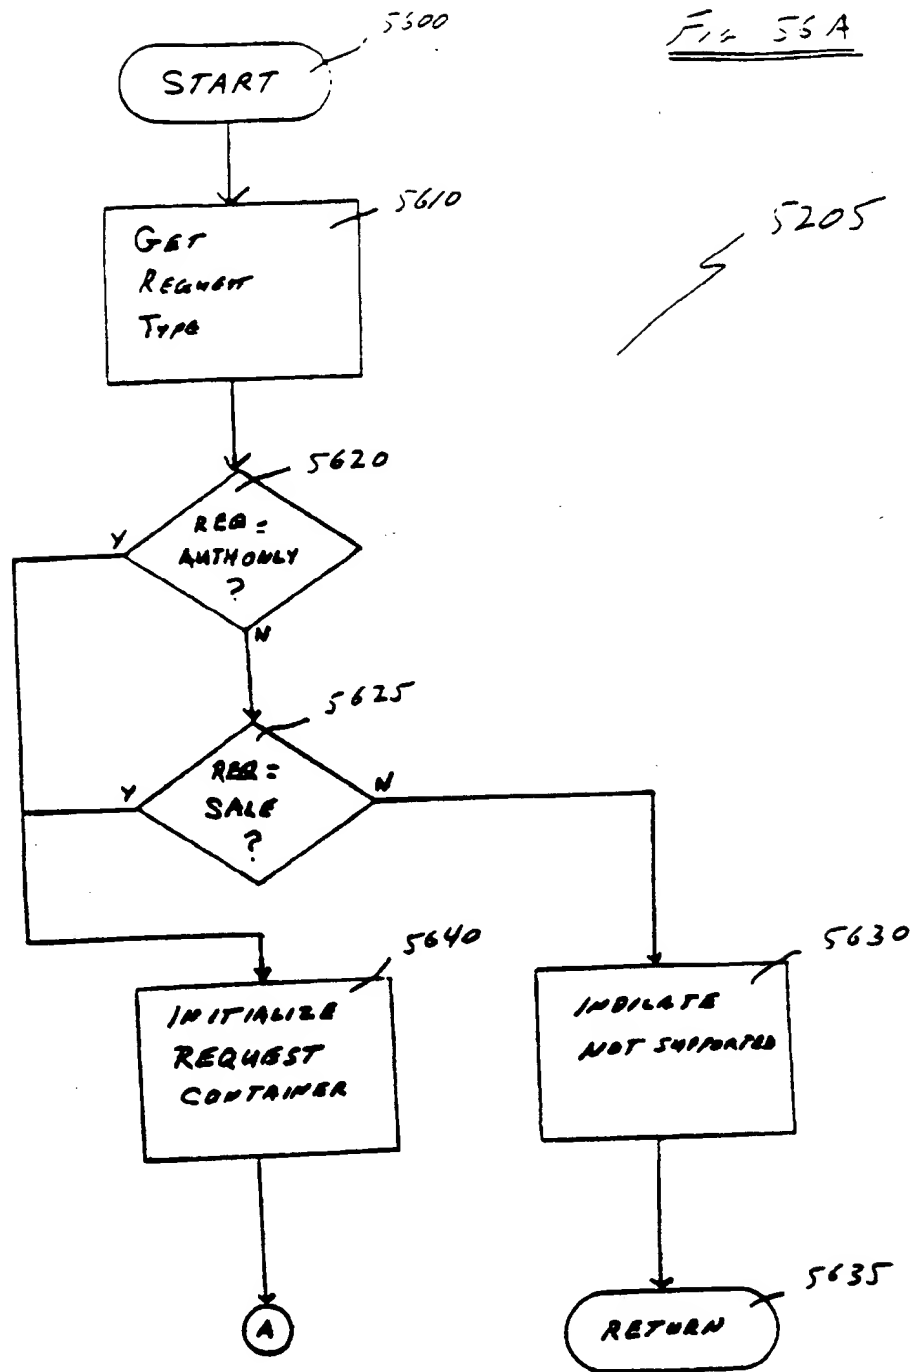 5600
Fig 56A
START
5610
GET
REQUEST
TYPE
5205
5620
Y
REQ =
AUTHONLY
?
N
5625
Y
REQ =
SALE
?
N
5640
INITIALIZE
REQUEST
CONTAINER
5630
INDICATE
NOT SUPPORTED
A
5635
RETURN